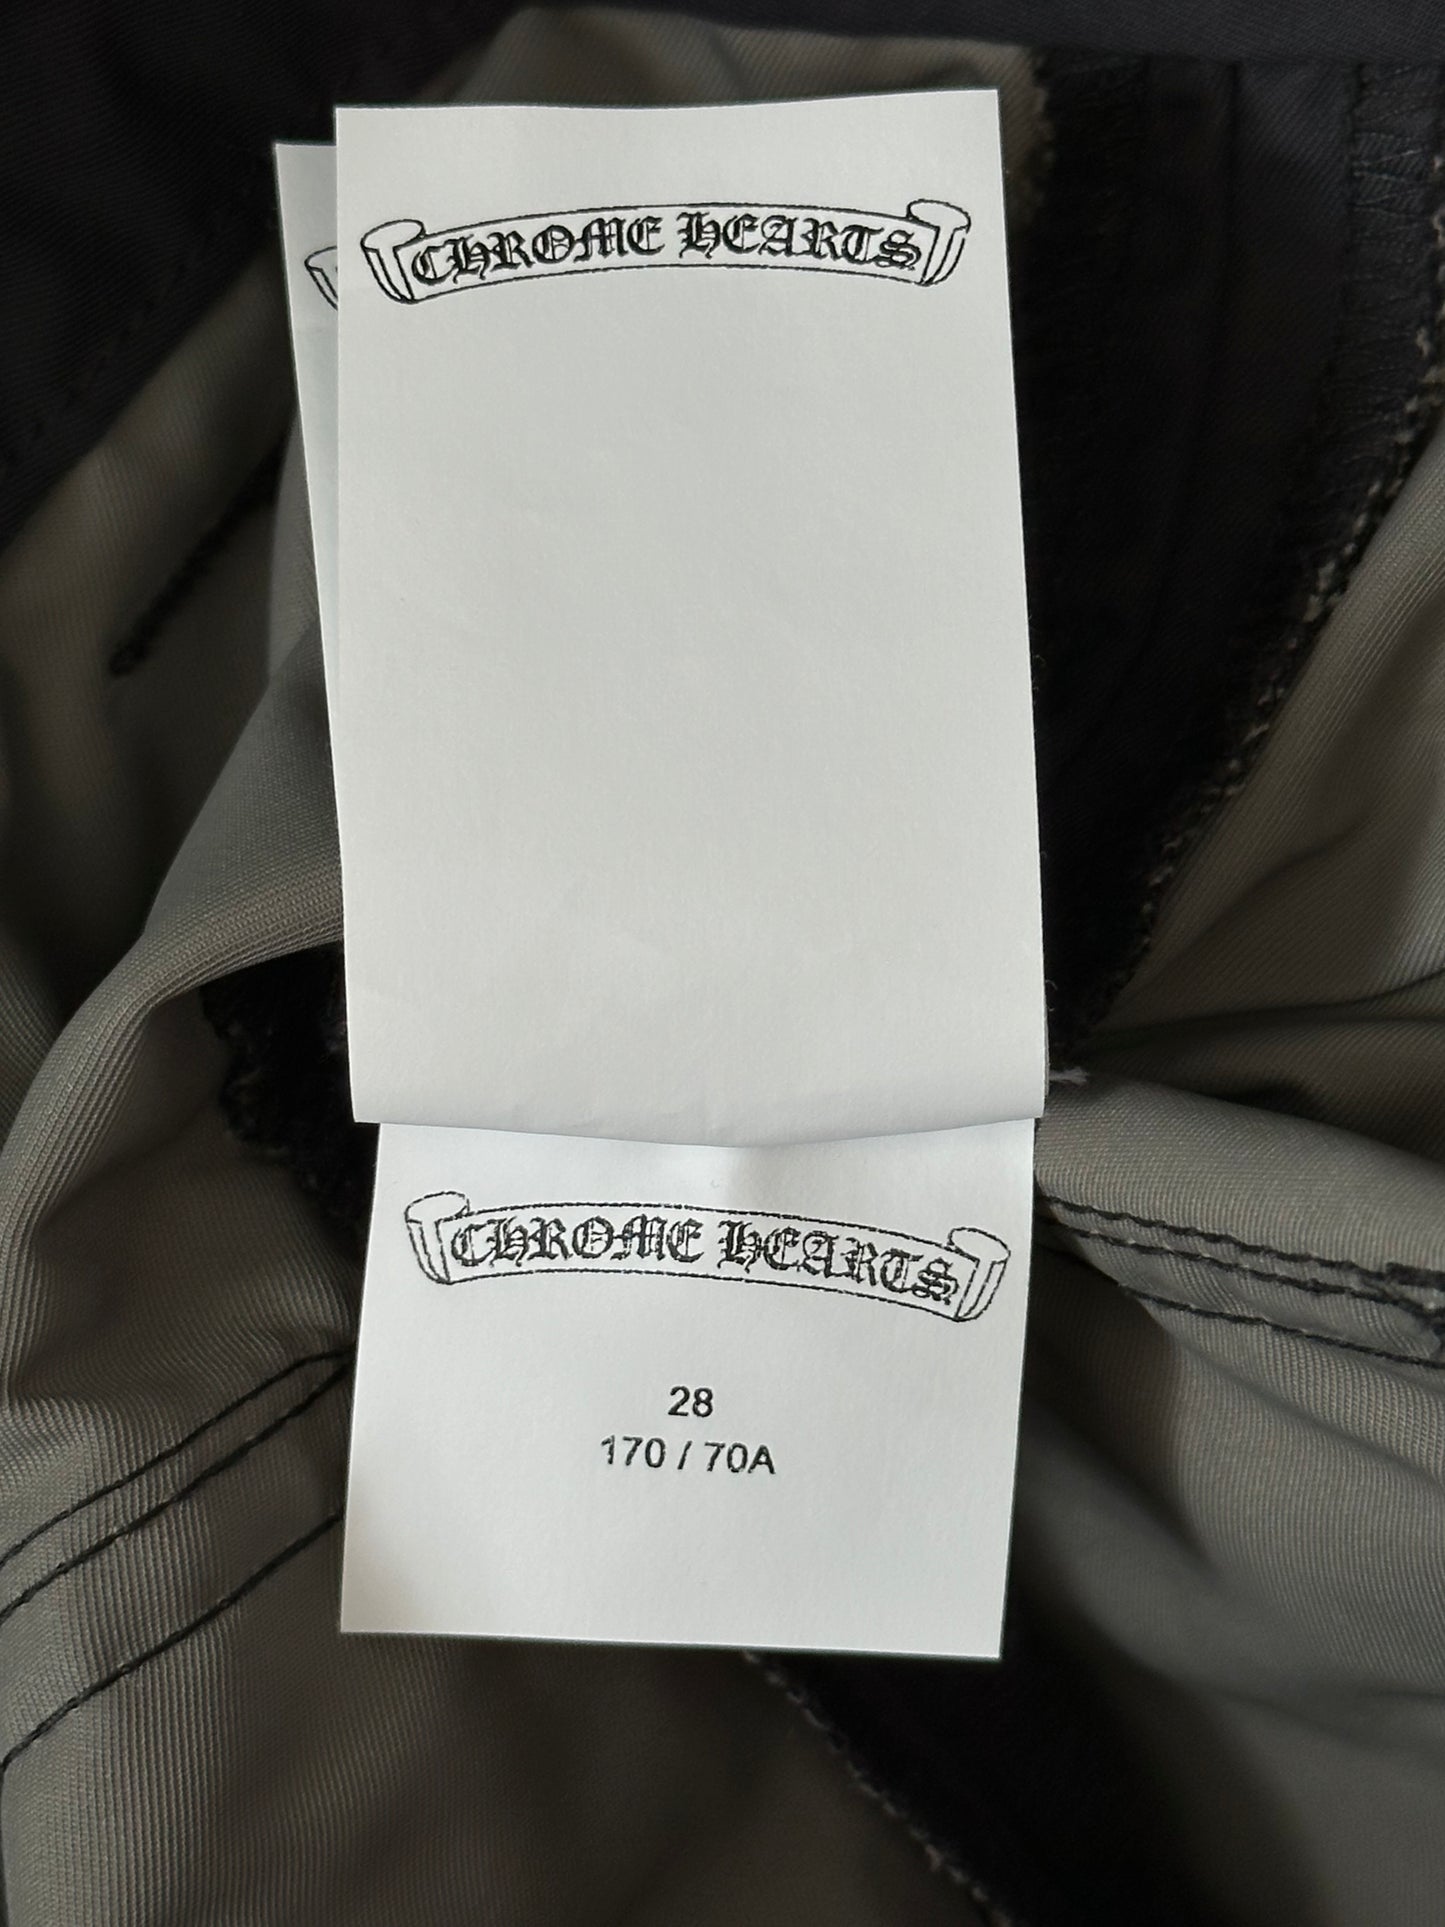 CHROME HEARTS
CHROME HEARTS
28
170 / 70A